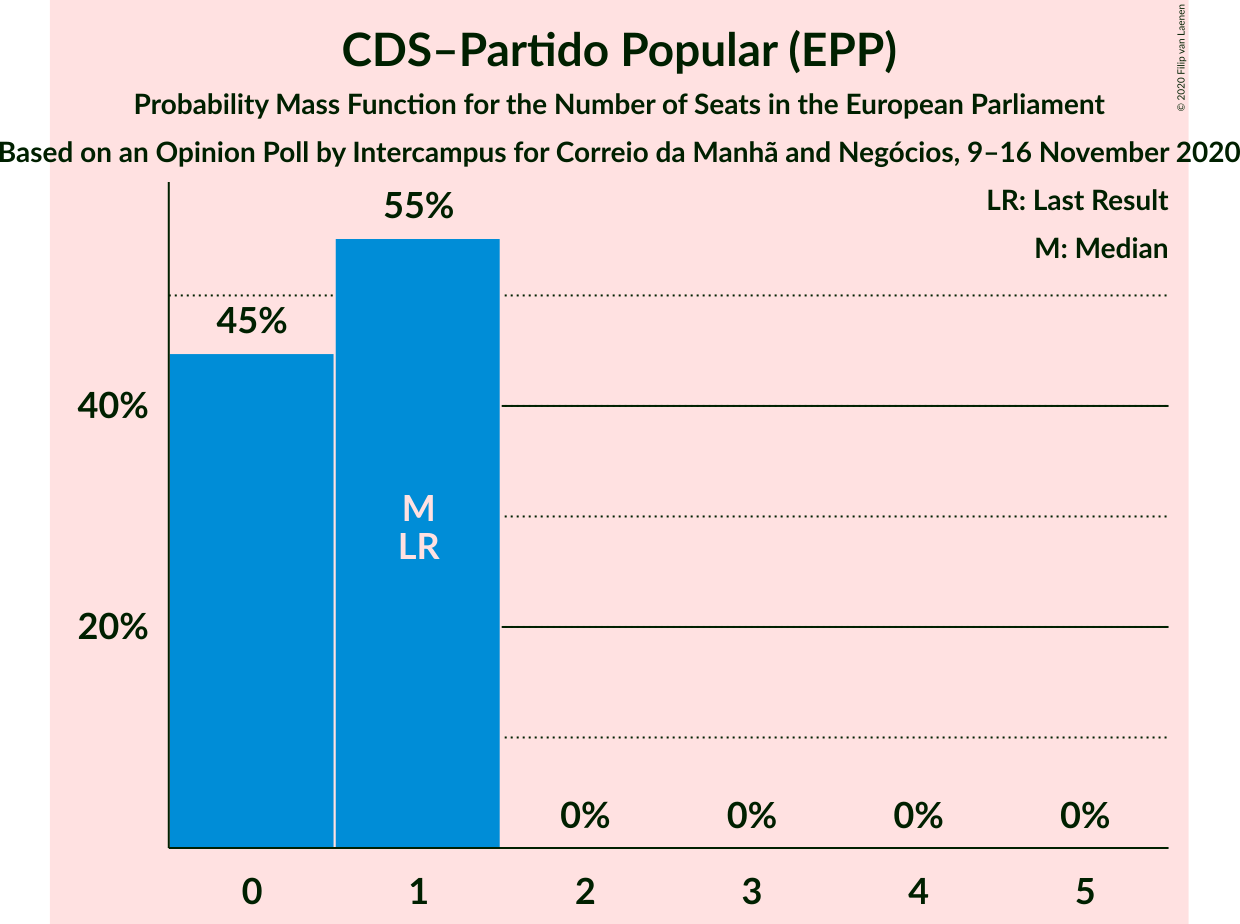 CDS–Partido Popular (EPP)
Probability Mass Function for the Number of Seats in the European Parliament
Based on an Opinion Poll by Intercampus for Correio da Manhã and Negócios, 9–16 November 2020
© 2020 Filip van Laenen
LR: Last Result
M: Median
55%
45%
40%
20%
M
LR
0% 0% 0% 0%
0 1 2 3 4 5